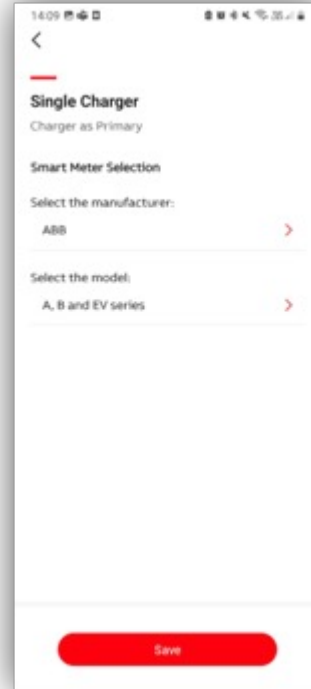 14:09
Single Charger
Charger as Primary
Smart Meter Selection
Select the manufacturer:
ABB
Select the model:
A, B and EV series
Save